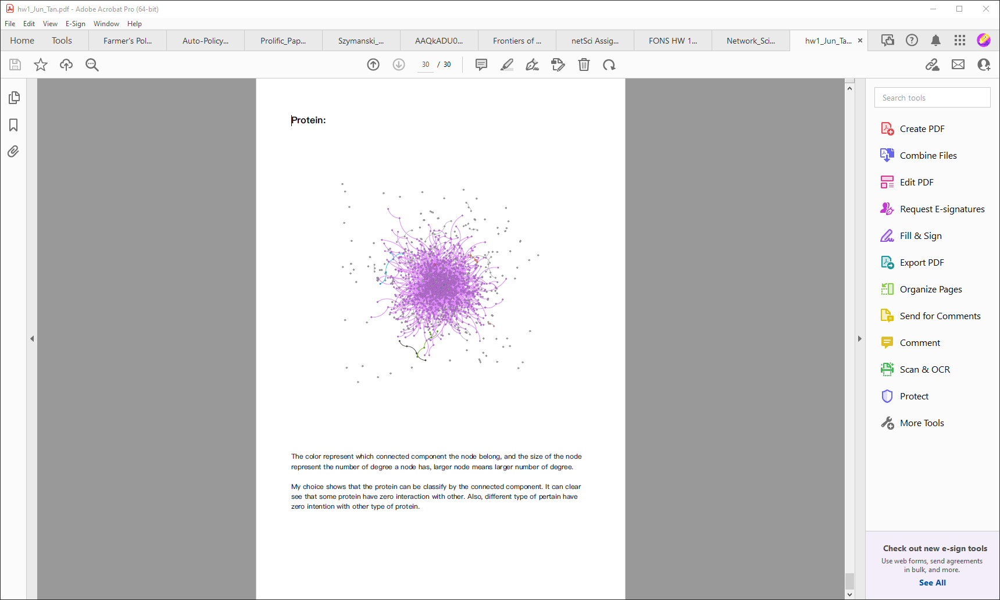 hw1_Jun_Tan.pdf - Adobe Acrobat Pro (64-bit)
File Edit View E-Sign Window Help
Home Tools Farmer's Pol... Auto-Policy... Prolific_Pap... Szymanski_... AAQkADU0... Frontiers of ... netSci Assig... FONS HW 1... Network_Sci... hw1_Jun_Ta...
30 / 30
Search tools
Create PDF
Combine Files
Edit PDF
Request E-signatures
Fill & Sign
Export PDF
Organize Pages
Send for Comments
Comment
Scan & OCR
Protect
More Tools
Check out new e-sign tools
Use web forms, send agreements
in bulk, and more.
See All
Protein:
The color represent which connected component the node belong, and the size of the node
represent the number of degree a node has, larger node means larger number of degree.
My choice shows that the protein can be classify by the connected component. It can clear
see that some protein have zero interaction with other. Also, different type of pertain have
zero intention with other type of protein.